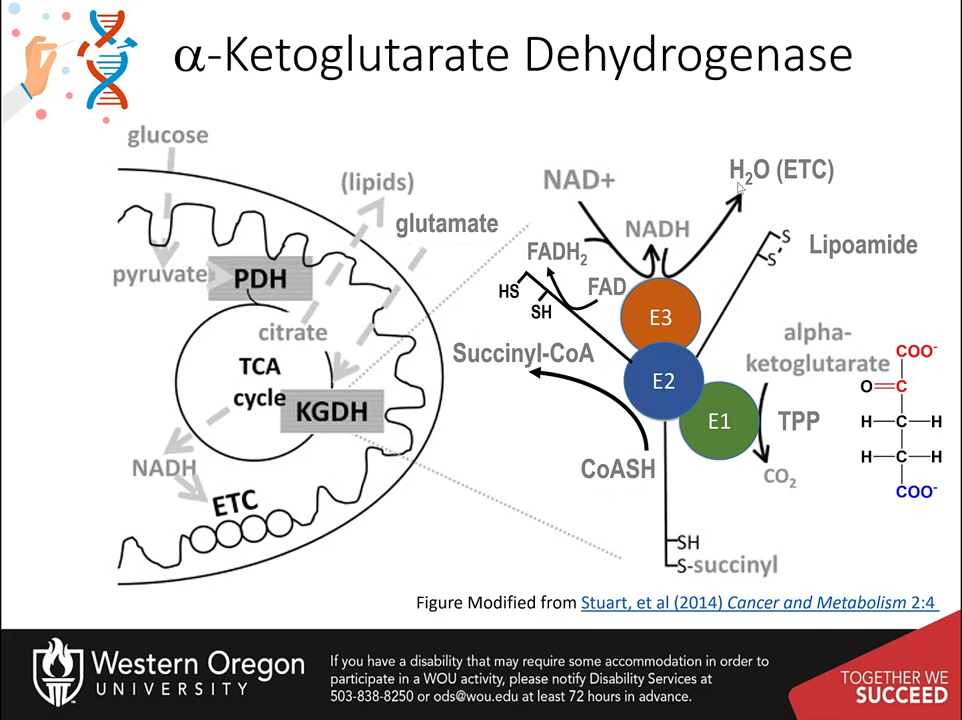 α-Ketoglutarate Dehydrogenase
glucose
(lipids)
glutamate
pyruvate
PDH
citrate
TCA
cycle
KGDH
NADH
ETC
NAD+
H₂O (ETC)
NADH
FADH₂
FAD
HS
SH
S
S
Lipoamide
E3
Succinyl-CoA
E2
E1
alpha-
ketoglutarate
TPP
CoASH
CO₂
COO⁻
O=C
H–C–H
H–C–H
COO⁻
SH
S-succinyl
Figure Modified from Stuart, et al (2014) Cancer and Metabolism 2:4
Western Oregon
UNIVERSITY
If you have a disability that may require some accommodation in order to
participate in a WOU activity, please notify Disability Services at
503-838-8250 or ods@wou.edu at least 72 hours in advance.
TOGETHER WE
SUCCEED